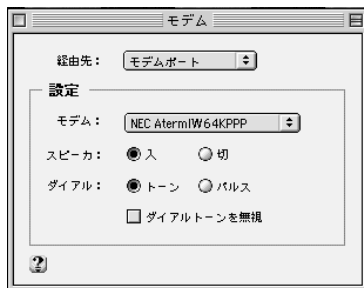 モデム
経由先： モデムポート
設定
モデム： NEC AtermIW64KPPP
スピーカ： 入 切
ダイアル： トーン パルス
ダイアルトーンを無視
?